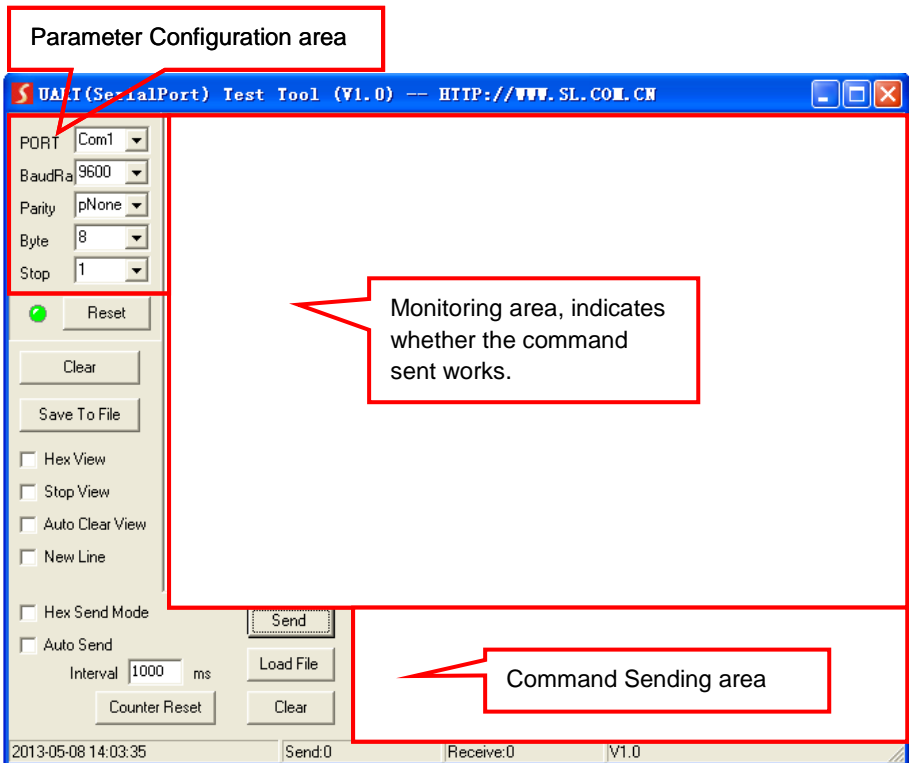 Parameter Configuration area
UART(SerialPort) Test Tool (V1.0) -- HTTP://WWW.SL.COM.CN
PORT Com1
BaudRa 9600
Parity pNone
Byte 8
Stop 1
Reset
Monitoring area, indicates
whether the command
sent works.
Clear
Save To File
Hex View
Stop View
Auto Clear View
New Line
Hex Send Mode
Send
Auto Send
Interval 1000 ms
Load File
Command Sending area
Counter Reset
Clear
2013-05-08 14:03:35 Send:0 Receive:0 V1.0